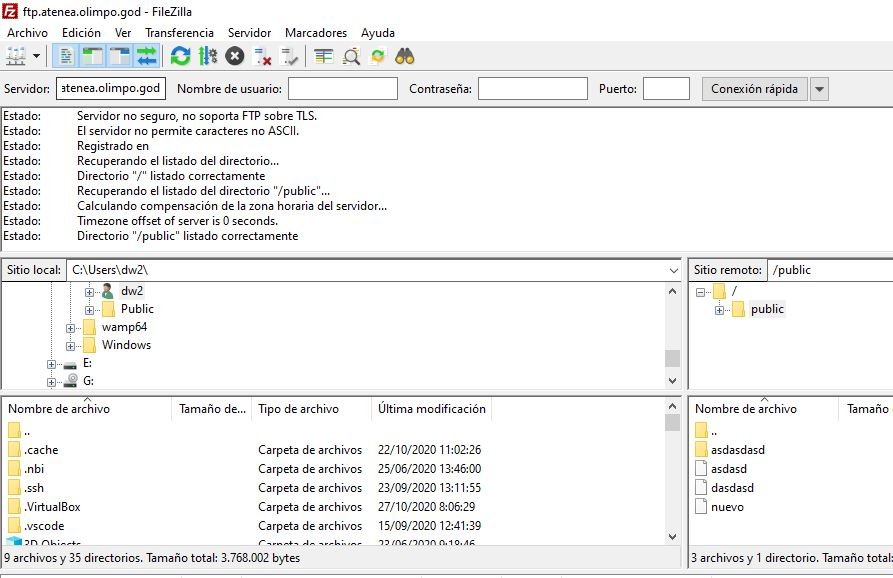 ftp.atenea.olimpo.god - FileZilla
Archivo Edición Ver Transferencia Servidor Marcadores Ayuda
Servidor: atenea.olimpo.god Nombre de usuario: Contraseña: Puerto: Conexión rápida
Estado: Servidor no seguro, no soporta FTP sobre TLS.
Estado: El servidor no permite caracteres no ASCII.
Estado: Registrado en
Estado: Recuperando el listado del directorio...
Estado: Directorio "/" listado correctamente
Estado: Recuperando el listado del directorio "/public"...
Estado: Calculando compensación de la zona horaria del servidor...
Estado: Timezone offset of server is 0 seconds.
Estado: Directorio "/public" listado correctamente
Sitio local: C:\Users\dw2\
dw2
Public
wamp64
Windows
E:
G:
Sitio remoto: /public
/
public
Nombre de archivo Tamaño de... Tipo de archivo Última modificación
..
.cache Carpeta de archivos 22/10/2020 11:02:26
.nbi Carpeta de archivos 25/06/2020 13:46:00
.ssh Carpeta de archivos 23/09/2020 13:11:55
.VirtualBox Carpeta de archivos 27/10/2020 8:06:29
.vscode Carpeta de archivos 15/09/2020 12:41:39
3D Objects Carpeta de archivos 23/06/2020 9:18:46
9 archivos y 35 directorios. Tamaño total: 3.768.002 bytes
Nombre de archivo Tamaño
..
asdasdasd
asdasd
dasdasd
nuevo
3 archivos y 1 directorio. Tamaño total: